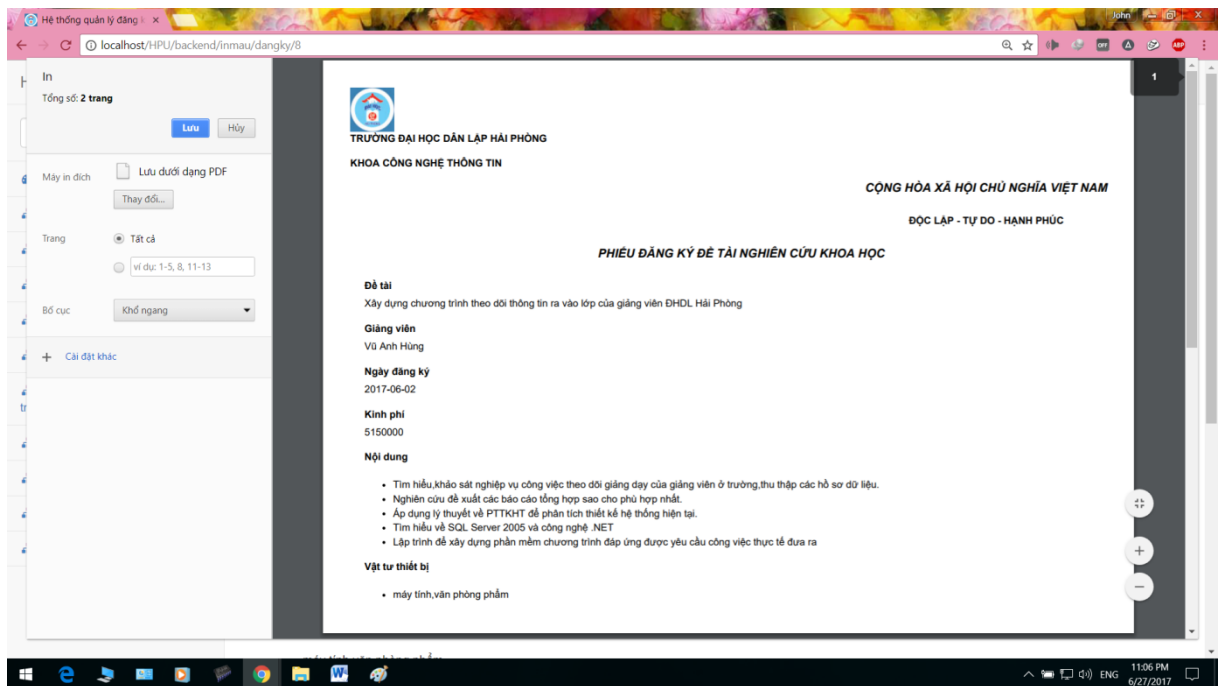 Hệ thống quản lý đăng k
John
localhost/HPU/backend/inmau/dangky/8
In
Tổng số: 2 trang
Lưu
Hủy
Máy in đích
Lưu dưới dạng PDF
Thay đổi...
Trang
Tất cả
ví dụ: 1-5, 8, 11-13
Bố cục
Khổ ngang
+ Cài đặt khác
1
TRƯỜNG ĐẠI HỌC DÂN LẬP HẢI PHÒNG
KHOA CÔNG NGHỆ THÔNG TIN
CỘNG HÒA XÃ HỘI CHỦ NGHĨA VIỆT NAM
ĐỘC LẬP - TỰ DO - HẠNH PHÚC
PHIẾU ĐĂNG KÝ ĐỀ TÀI NGHIÊN CỨU KHOA HỌC
Đề tài
Xây dựng chương trình theo dõi thông tin ra vào lớp của giảng viên ĐHDL Hải Phòng
Giảng viên
Vũ Anh Hùng
Ngày đăng ký
2017-06-02
Kinh phí
5150000
Nội dung
• Tìm hiểu,khảo sát nghiệp vụ công việc theo dõi giảng dạy của giảng viên ở trường,thu thập các hồ sơ dữ liệu.
• Nghiên cứu đề xuất các báo cáo tổng hợp sao cho phù hợp nhất.
• Áp dụng lý thuyết về PTTKHT để phân tích thiết kế hệ thống hiện tại.
• Tìm hiểu về SQL Server 2005 và công nghệ .NET
• Lập trình để xây dựng phần mềm chương trình đáp ứng được yêu cầu công việc thực tế đưa ra
Vật tư thiết bị
• máy tính,văn phòng phẩm
ENG
11:06 PM
6/27/2017